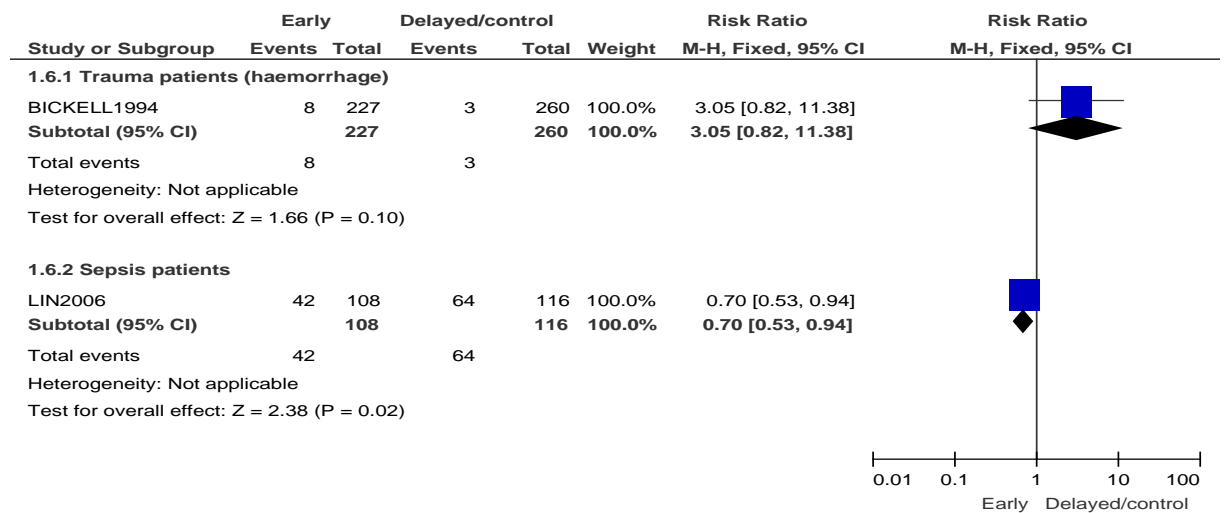 Early Delayed/control Risk Ratio Risk Ratio
Study or Subgroup Events Total Events Total Weight M-H, Fixed, 95% CI M-H, Fixed, 95% CI
1.6.1 Trauma patients (haemorrhage)
BICKELL1994 8 227 3 260 100.0% 3.05 [0.82, 11.38]
Subtotal (95% CI) 227 260 100.0% 3.05 [0.82, 11.38]
Total events 8 3
Heterogeneity: Not applicable
Test for overall effect: Z = 1.66 (P = 0.10)
1.6.2 Sepsis patients
LIN2006 42 108 64 116 100.0% 0.70 [0.53, 0.94]
Subtotal (95% CI) 108 116 100.0% 0.70 [0.53, 0.94]
Total events 42 64
Heterogeneity: Not applicable
Test for overall effect: Z = 2.38 (P = 0.02)
0.01 0.1 1 10 100
Early Delayed/control